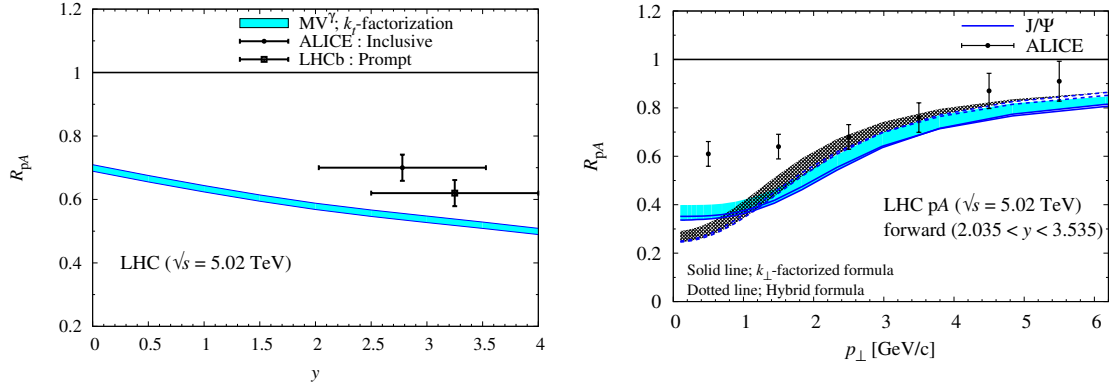 MV^γ; k_t-factorization
ALICE : Inclusive
LHCb : Prompt
1.2
1
0.8
0.6
0.4
0.2
R_pA
LHC (√s = 5.02 TeV)
0 0.5 1 1.5 2 2.5 3 3.5 4
y
J/Ψ
ALICE
1.2
1
0.8
0.6
0.4
0.2
0
R_pA
LHC pA (√s = 5.02 TeV)
forward (2.035 < y < 3.535)
Solid line; k_⊥-factorized formula
Dotted line; Hybrid formula
0 1 2 3 4 5 6
p_⊥ [GeV/c]